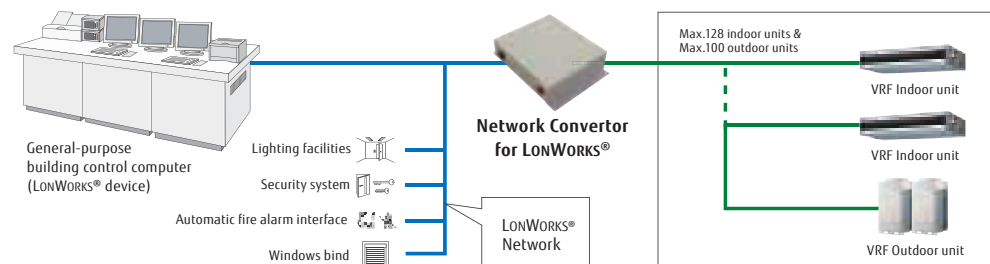 Max.128 indoor units &
Max.100 outdoor units
VRF Indoor unit
Network Convertor
for LONWORKS®
General-purpose
building control computer
(LONWORKS® device)
Lighting facilities
VRF Indoor unit
Security system
Automatic fire alarm interface
LONWORKS®
Network
Windows bind
VRF Outdoor unit